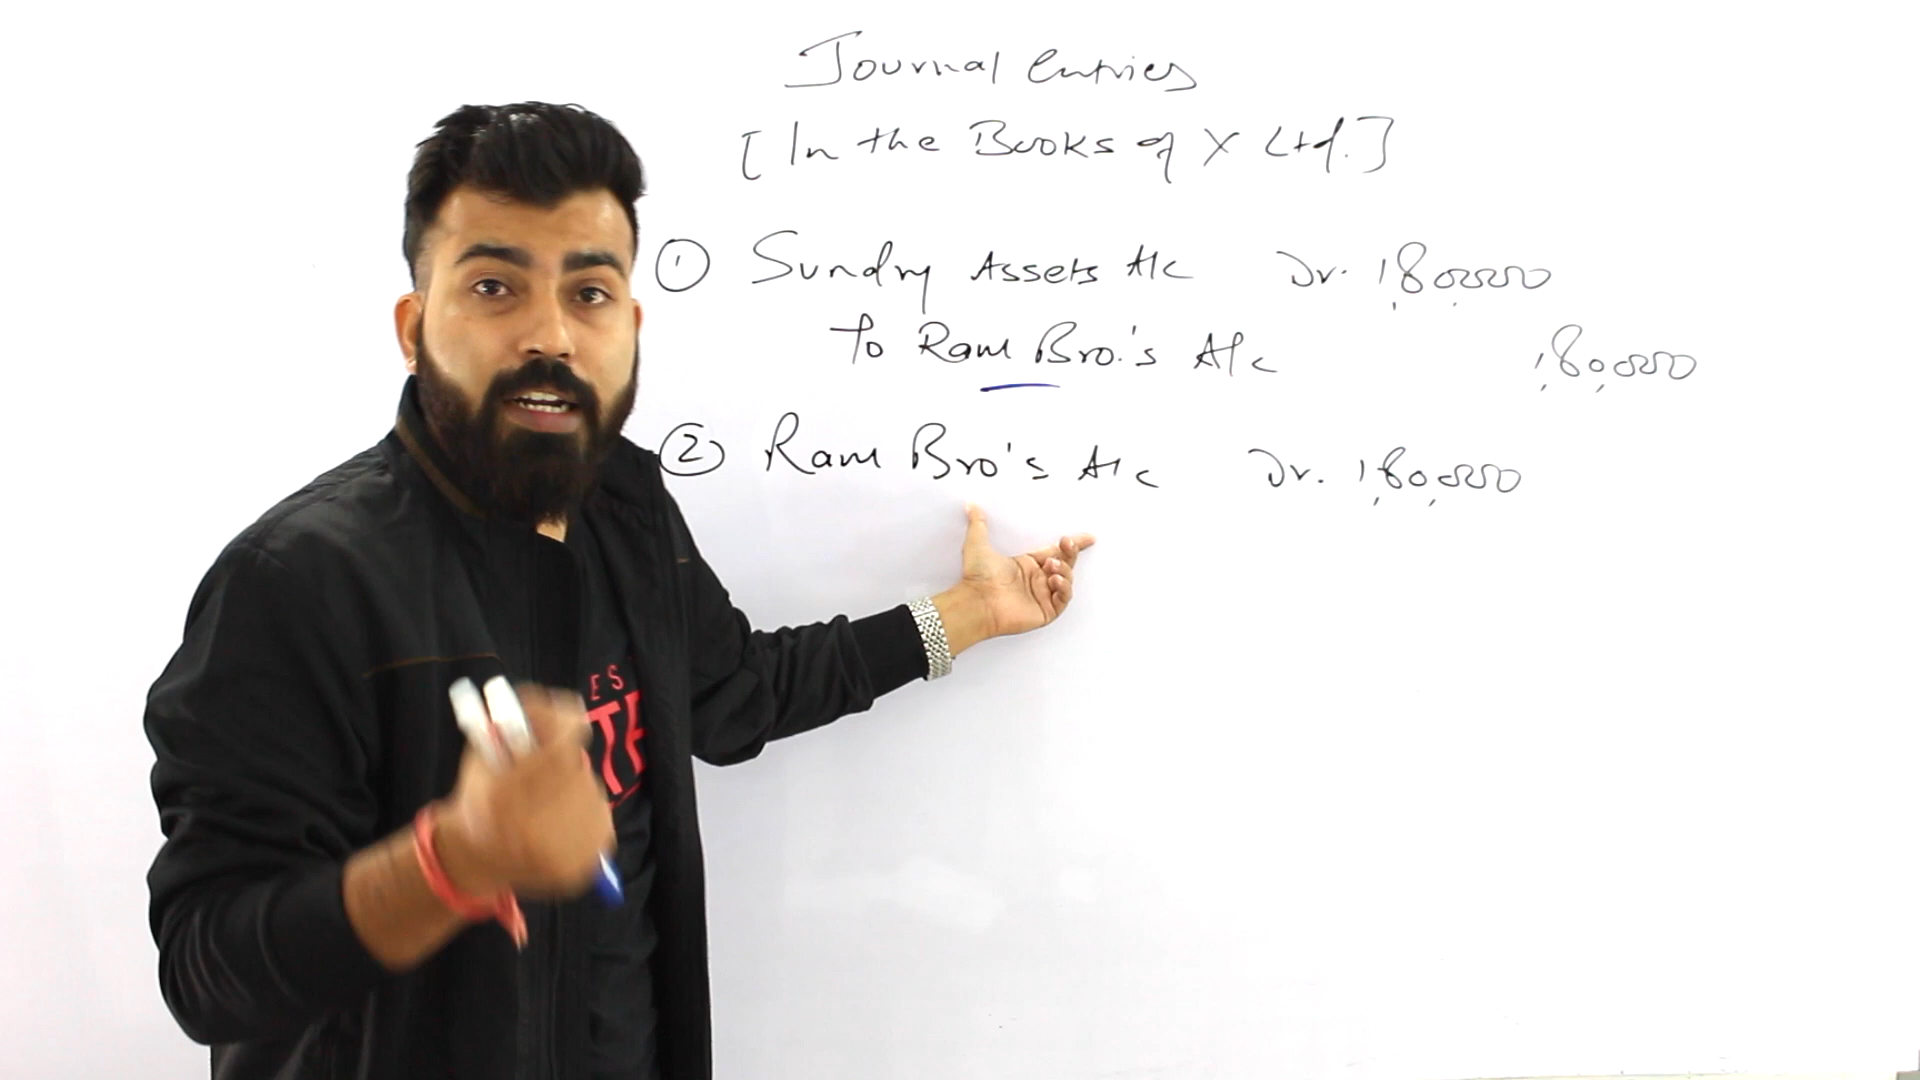 Journal Entries
[In the Books of X Ltd.]
① Sundry Assets A/c Dr. 1,80,000
To Ram Bro.'s A/c 1,80,000
② Ram Bro's A/c Dr. 1,80,000